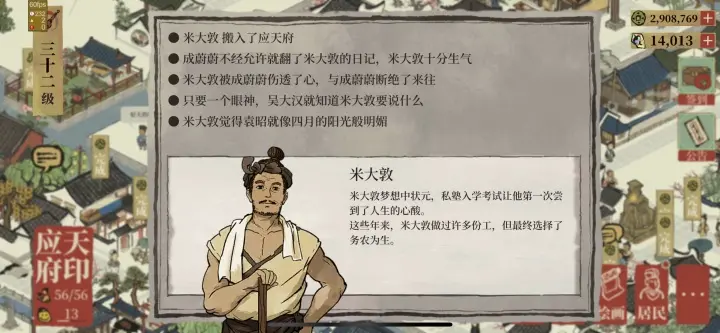 60fps
三十二级
● 米大敦 搬入了应天府
● 成蔚蔚不经允许就翻了米大敦的日记，米大敦十分生气
● 米大敦被成蔚蔚伤透了心，与成蔚蔚断绝了来往
● 只要一个眼神，吴大汉就知道米大敦要说什么
● 米大敦觉得袁昭就像四月的阳光般明媚
2,908,769
14,013
签到
公告
米大敦
米大敦梦想中状元，私塾入学考试让他第一次尝
到了人生的心酸。
这些年来，米大敦做过许多份工，但最终选择了
务农为生。
应天府印
56/56
13
绘画
居民